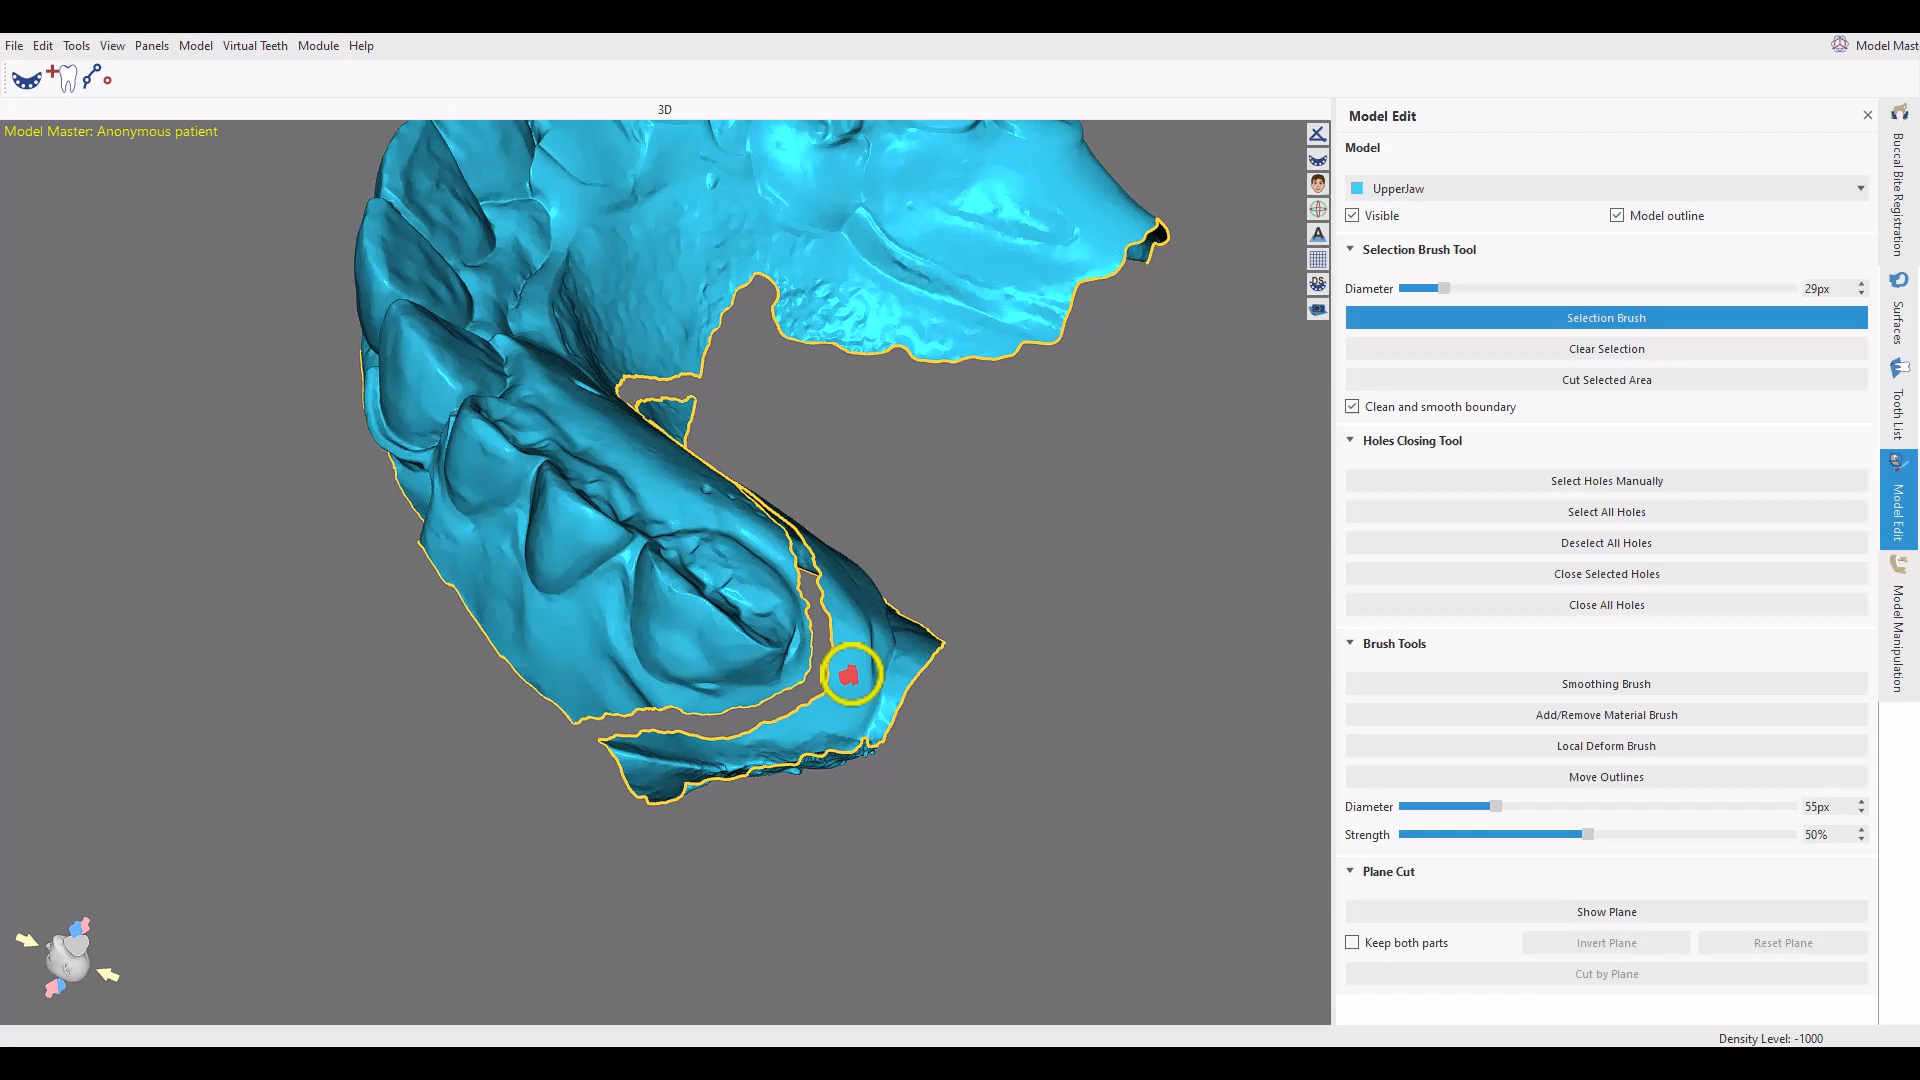 File Edit Tools View Panels Model Virtual Teeth Module Help
Model Mast
3D
Model Master: Anonymous patient
A
DS
Model Edit
Model
UpperJaw
Visible
Model outline
Selection Brush Tool
Diameter
29px
Selection Brush
Clear Selection
Cut Selected Area
Clean and smooth boundary
Holes Closing Tool
Select Holes Manually
Select All Holes
Deselect All Holes
Close Selected Holes
Close All Holes
Brush Tools
Smoothing Brush
Add/Remove Material Brush
Local Deform Brush
Move Outlines
Diameter
55px
Strength
50%
Plane Cut
Show Plane
Keep both parts
Invert Plane
Reset Plane
Cut by Plane
Buccal Bite Registration
Surfaces
Tooth List
Model Edit
Model Manipulation
Density Level: -1000